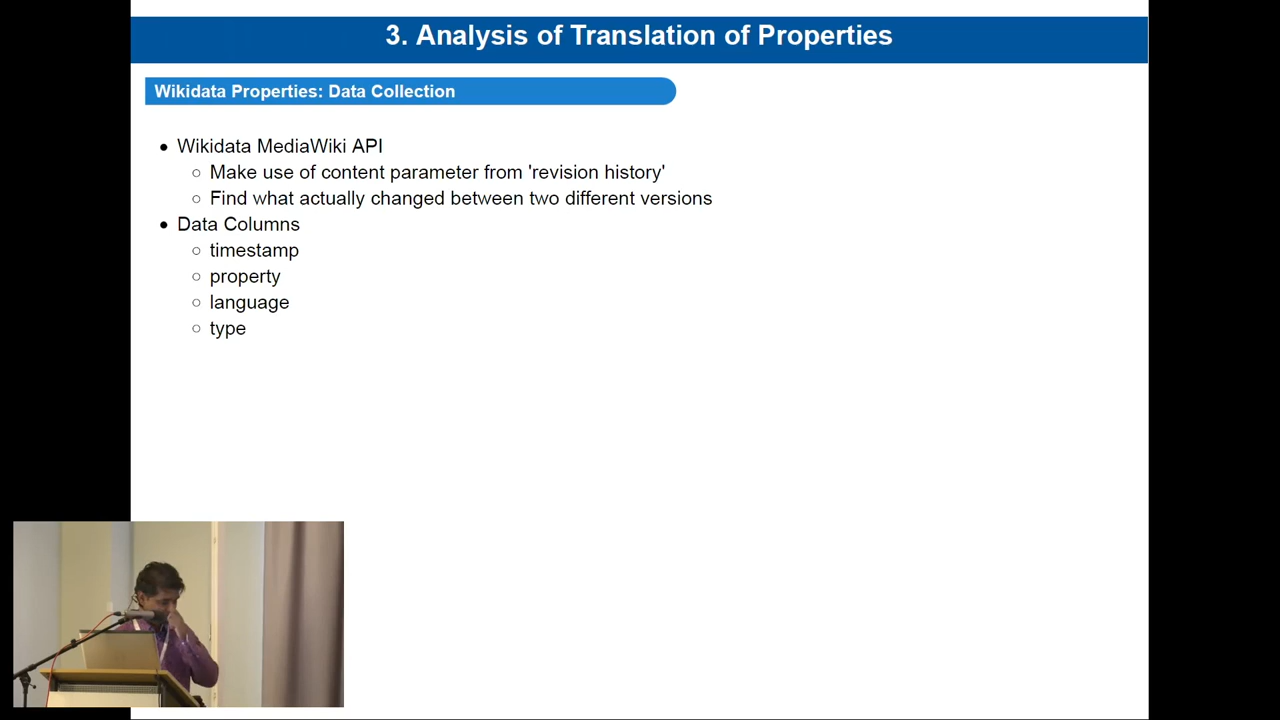 3. Analysis of Translation of Properties
Wikidata Properties: Data Collection
Wikidata MediaWiki API
Make use of content parameter from 'revision history'
Find what actually changed between two different versions
Data Columns
timestamp
property
language
type